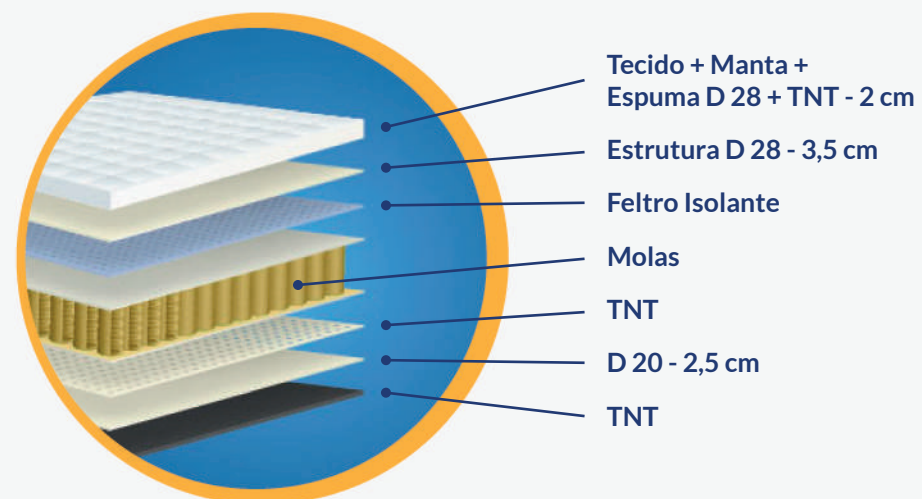 Tecido + Manta +
Espuma D 28 + TNT - 2 cm
Estrutura D 28 - 3,5 cm
Feltro Isolante
Molas
TNT
D 20 - 2,5 cm
TNT